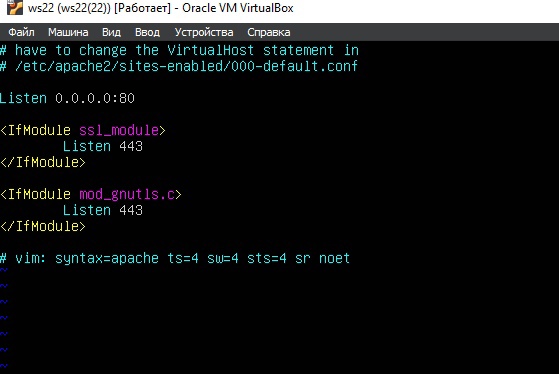 ws22 (ws22(22)) [Работает] - Oracle VM VirtualBox
Файл Машина Вид Ввод Устройства Справка
# have to change the VirtualHost statement in
# /etc/apache2/sites-enabled/000-default.conf
Listen 0.0.0.0:80
<IfModule ssl_module>
Listen 443
</IfModule>
<IfModule mod_gnutls.c>
Listen 443
</IfModule>
# vim: syntax=apache ts=4 sw=4 sts=4 sr noet
~
~
~
~
~
~
~